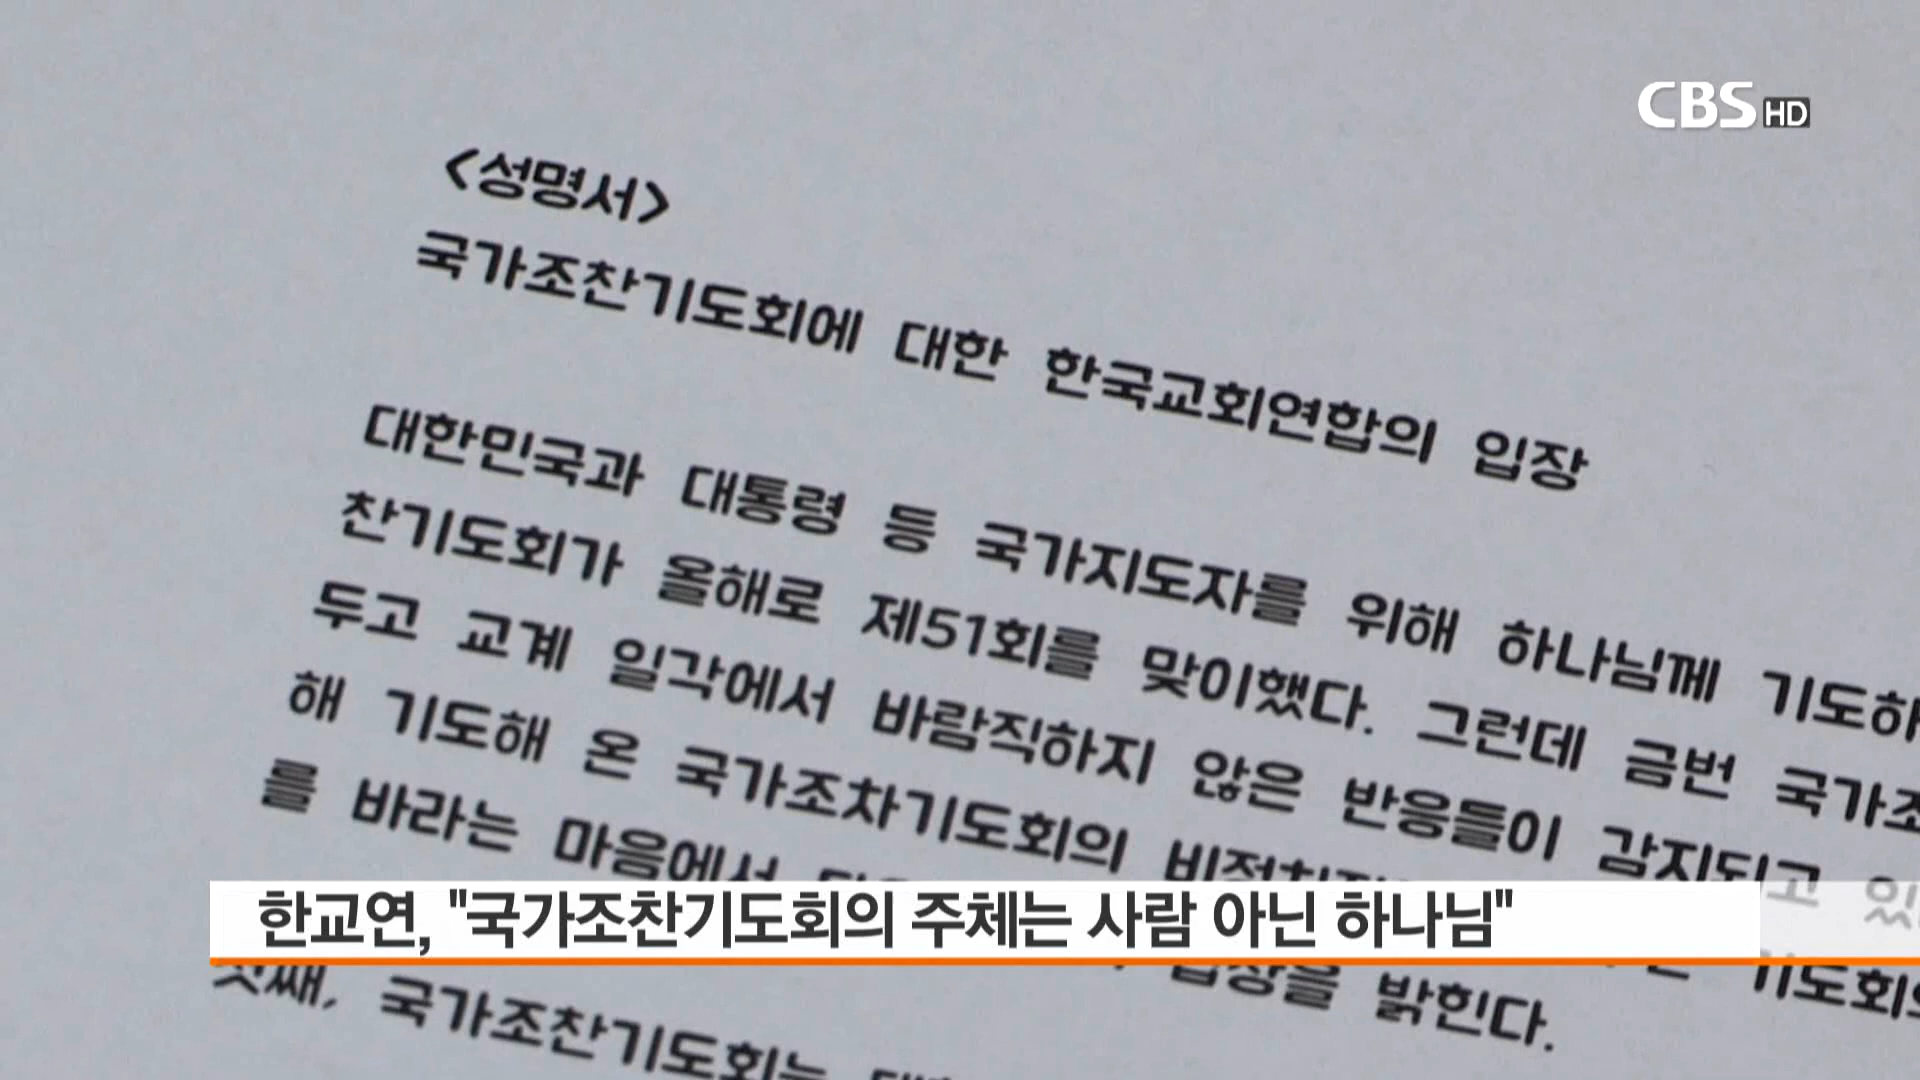 CBS HD
<성명서>
국가조찬기도회에 대한 한국교회연합의 입장
대한민국과 대통령 등 국가지도자를 위해 하나님께 기도하
찬기도회가 올해로 제51회를 맞이했다. 그런데 금번 국가조
두고 교계 일각에서 바람직하지 않은 반응들이 감지되고 있
해 기도해 온 국가조차기도회의
를 바라는 마음에서 기도회의
입장을 밝힌다.
첫째, 국가조찬기도회는
한교연, "국가조찬기도회의 주체는 사람 아닌 하나님"